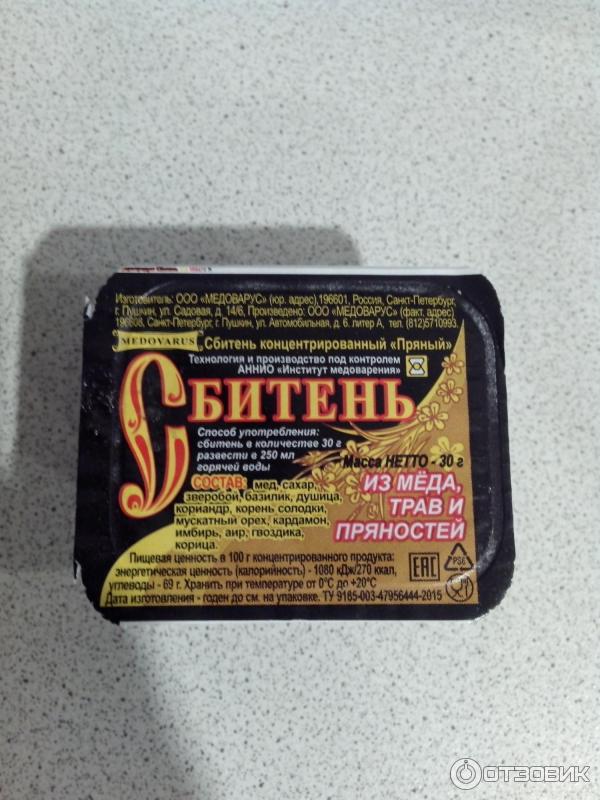 Изготовитель: ООО «МЕДОВАРУС» (юр. адрес),196601, Россия, Санкт-Петербург,
г. Пушкин, ул. Садовая, д. 14/6, Произведено: ООО «МЕДОВАРУС» (факт. адрес)
196608, Санкт-Петербург, г. Пушкин, ул. Автомобильная, д. 6. литер А, тел. (812)5710993.
MEDOVARUS
Сбитень концентрированный «Пряный»
Технология и производство под контролем
АННИО «Институт медоварения»
СБИТЕНЬ
Способ употребления:
сбитень в количестве 30 г
развести в 250 мл
горячей воды
Масса НЕТТО - 30 г
СОСТАВ: мед, сахар,
зверобой, базилик, душица,
кориандр, корень солодки,
мускатный орех, кардамон,
имбирь, аир, гвоздика,
корица.
ИЗ МЁДА,
ТРАВ И
ПРЯНОСТЕЙ
Пищевая ценность в 100 г концентрированного продукта:
энергетическая ценность (калорийность) - 1080 кДж/270 ккал,
углеводы - 69 г. Хранить при температуре от 0°С до +20°С
Дата изготовления - годен до см. на упаковке. ТУ 9185-003-47956444-2015
EAC
PS6
ОТЗОВИК